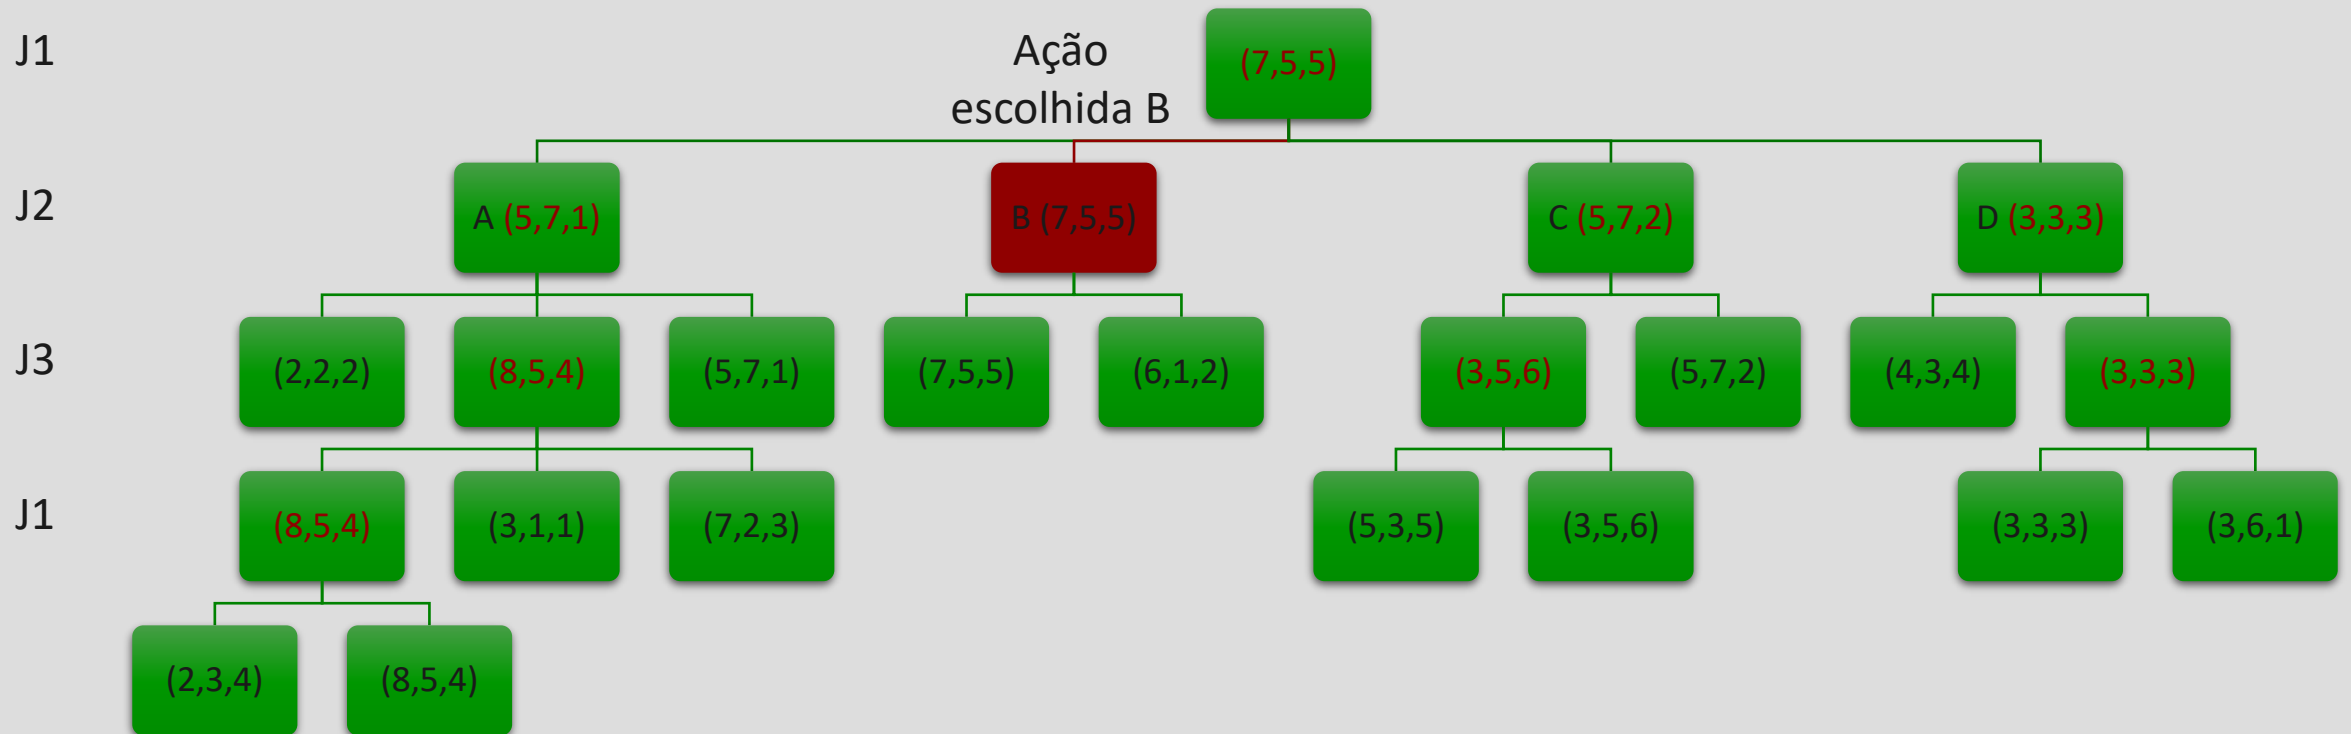 J1
Ação
escolhida B
(7,5,5)
J2
A (5,7,1)
B (7,5,5)
C (5,7,2)
D (3,3,3)
J3
(2,2,2)
(8,5,4)
(5,7,1)
(7,5,5)
(6,1,2)
(3,5,6)
(5,7,2)
(4,3,4)
(3,3,3)
J1
(8,5,4)
(3,1,1)
(7,2,3)
(5,3,5)
(3,5,6)
(3,3,3)
(3,6,1)
(2,3,4)
(8,5,4)